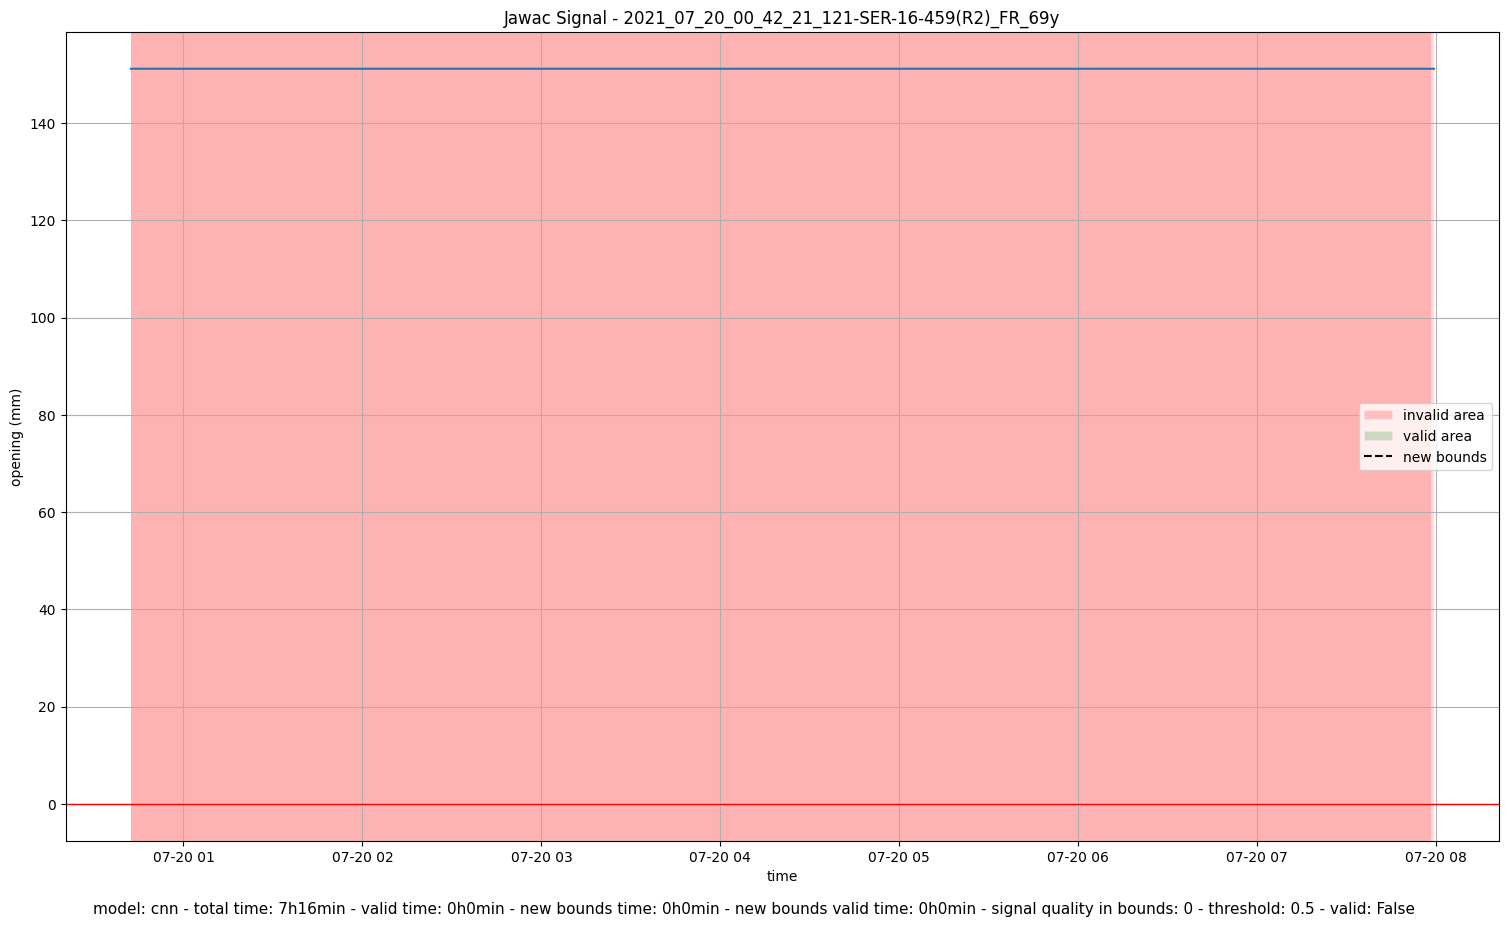 Jawac Signal - 2021_07_20_00_42_21_121-SER-16-459(R2)_FR_69y
140
120
100
80
60
40
20
0
opening (mm)
invalid area
valid area
new bounds
07-20 01
07-20 02
07-20 03
07-20 04
07-20 05
07-20 06
07-20 07
07-20 08
time
model: cnn - total time: 7h16min - valid time: 0h0min - new bounds time: 0h0min - new bounds valid time: 0h0min - signal quality in bounds: 0 - threshold: 0.5 - valid: False